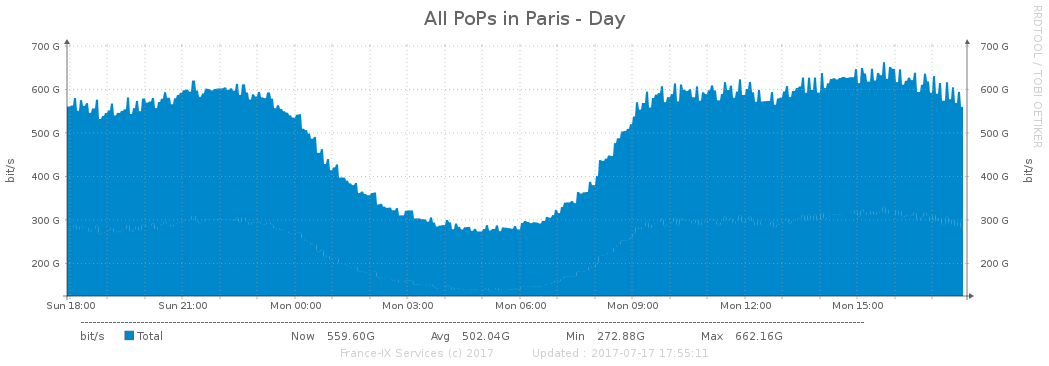 All PoPs in Paris - Day
RRDTOOL / TOBI OETIKER
700 G 700 G
600 G 600 G
500 G 500 G
400 G 400 G
300 G 300 G
200 G 200 G
bit/s bit/s
Sun 18:00 Sun 21:00 Mon 00:00 Mon 03:00 Mon 06:00 Mon 09:00 Mon 12:00 Mon 15:00
bit/s Total Now 559.60G Avg 502.04G Min 272.88G Max 662.16G
France-IX Services (c) 2017 Updated : 2017-07-17 17:55:11